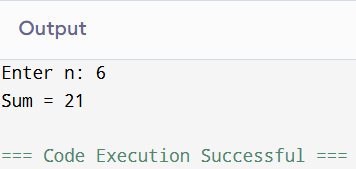 Output
Enter n: 6
Sum = 21
=== Code Execution Successful ===